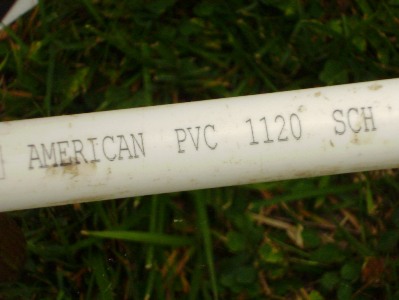 AMERICAN PVC 1120 SCH